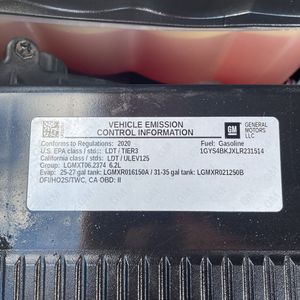 VEHICLE EMISSION
CONTROL INFORMATION
GM
GENERAL
MOTORS
LLC
Conforms to Regulations: 2020
Fuel: Gasoline
U.S. EPA class / stds: LDT / TIER3
1GYS4BKJXLR231514
California class / stds: LDT / ULEV125
LGMXT06.2374 6.2L
Evap: 25-27 gal tank: LGMXR016150A / 31-35 gal tank: LGMXR021250B
DFI/HO2S/TWC, CA OBD: II